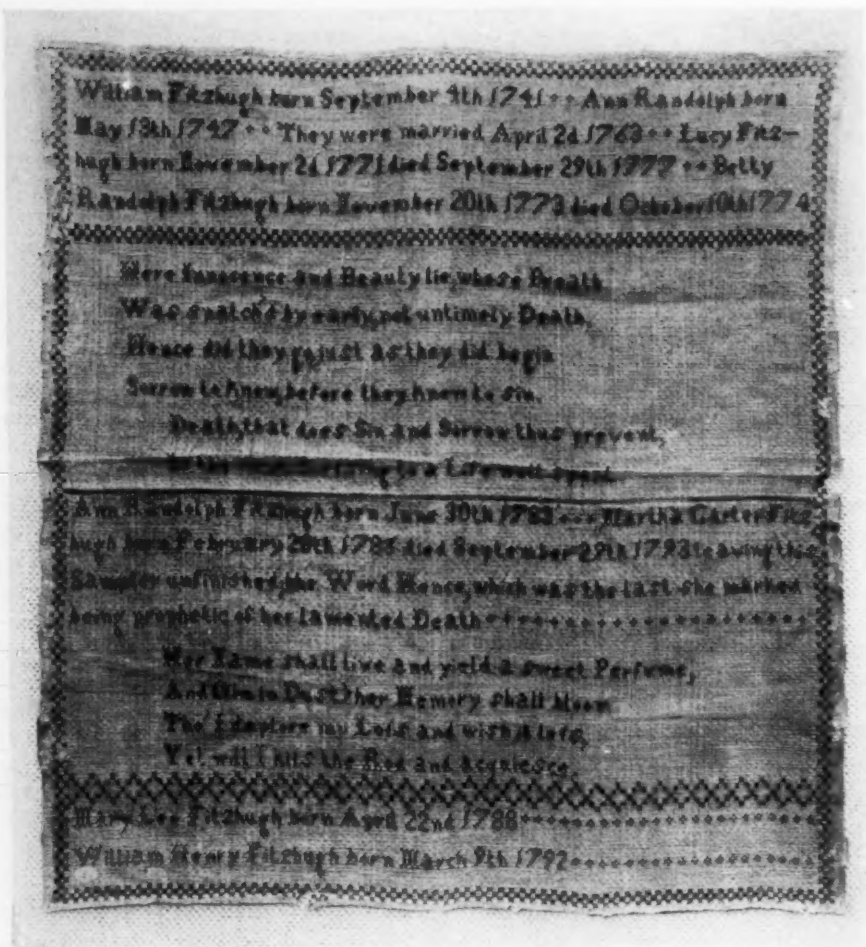 William Fitzhugh born September 4th 1741 Ann Randolph born
May 13th 1747 They were married April 2d 1763 Lucy Fitz-
hugh born November 2d 1771 died September 29th 1777 Betty
Randolph Fitzhugh born November 20th 1773 died October 10th 1774
Here Innocence and Beauty lie, whose Breath
Was snatch'd by early, not untimely Death.
Hence did they go, just as they did begin
Sorrow to know, before they knew to sin.
Death, that does Sin and Sorrow thus prevent,
Is the to a Life well spent
Ann Randolph Fitzhugh born June 30th 1783 Martha Carter Fitz
hugh born February 20th died September 29th 1793 leaving this
Sampler unfinished, the Word Hence, which was the last she marked
being prophetic of her lamented Death
Her Name shall live and yield a sweet Perfume,
And in Dust her Memory shall bloom
Tho' I deplore my Loss and wish it less,
Yet will I kiss the Rod and acquiesce.
Mary Lee Fitzhugh born April 22nd 1788
William Henry Fitzhugh born March 9th 1792